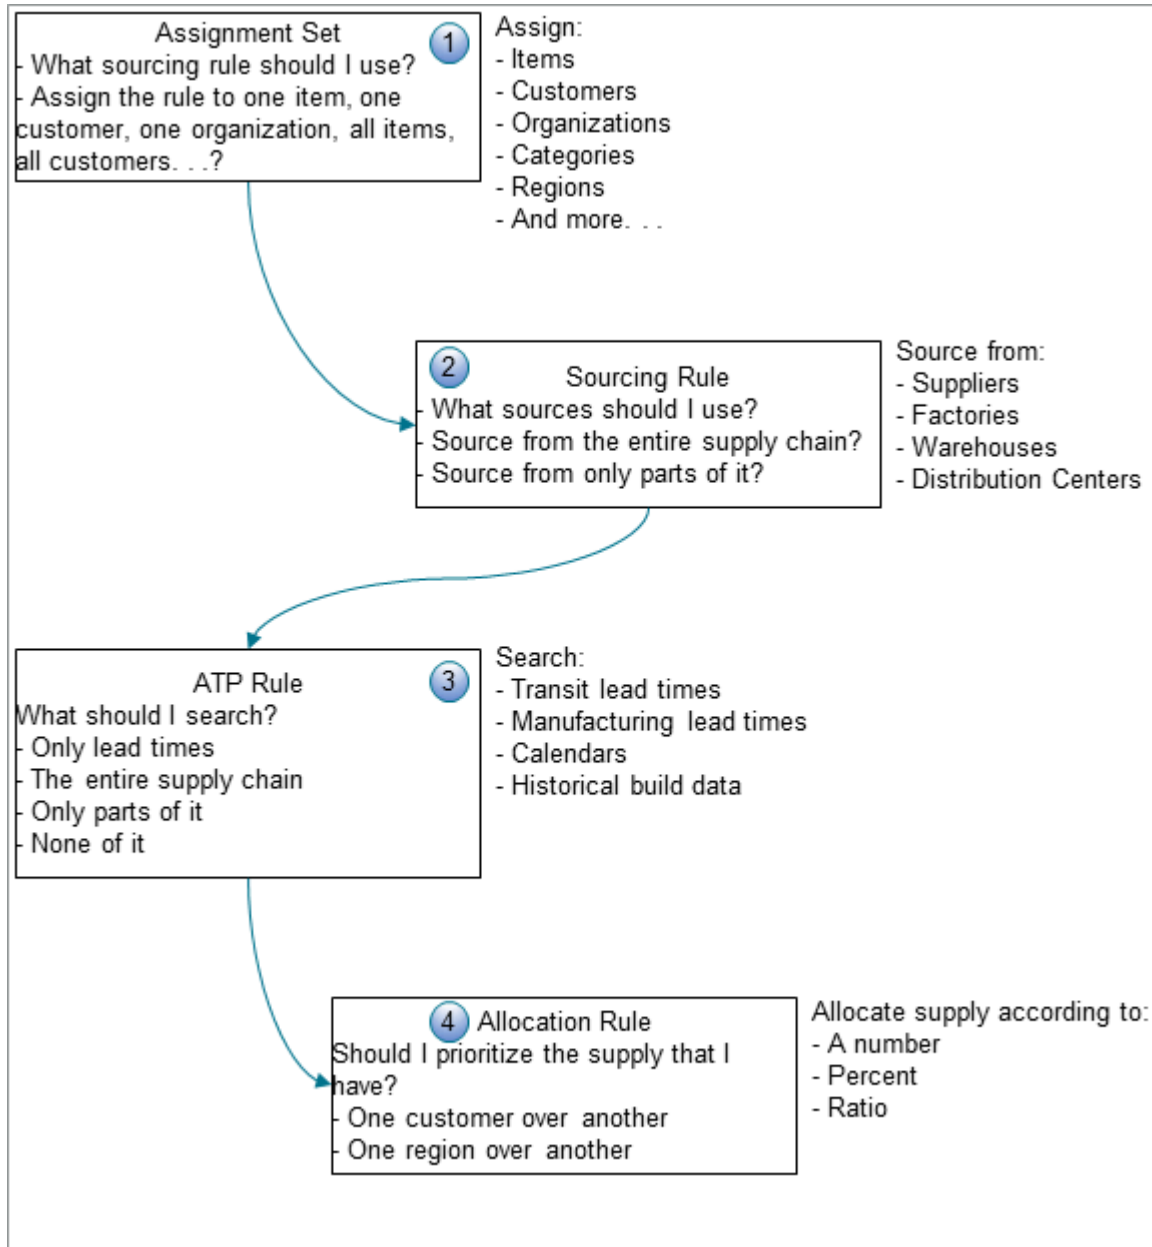 Assignment Set
1
- What sourcing rule should I use?
- Assign the rule to one item, one
customer, one organization, all items,
all customers. . .?
Assign:
- Items
- Customers
- Organizations
- Categories
- Regions
- And more. . .
2
Sourcing Rule
- What sources should I use?
- Source from the entire supply chain?
- Source from only parts of it?
Source from:
- Suppliers
- Factories
- Warehouses
- Distribution Centers
ATP Rule
3
What should I search?
- Only lead times
- The entire supply chain
- Only parts of it
- None of it
Search:
- Transit lead times
- Manufacturing lead times
- Calendars
- Historical build data
4 Allocation Rule
Should I prioritize the supply that I
have?
- One customer over another
- One region over another
Allocate supply according to:
- A number
- Percent
- Ratio